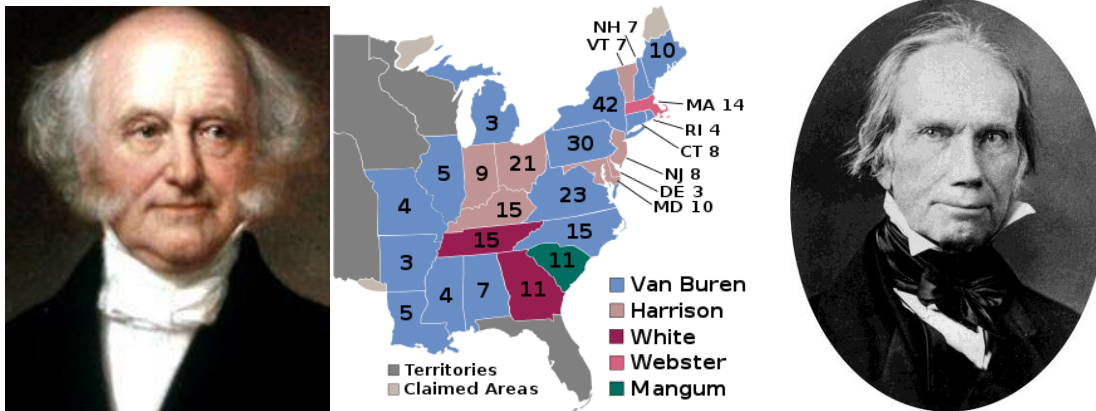 NH 7
VT 7
10
42
MA 14
3
RI 4
30
CT 8
21
5
9
NJ 8
DE 3
4
23
MD 10
15
15
15
3
11
4
7
11
5
Van Buren
Harrison
White
Webster
Mangum
Territories
Claimed Areas